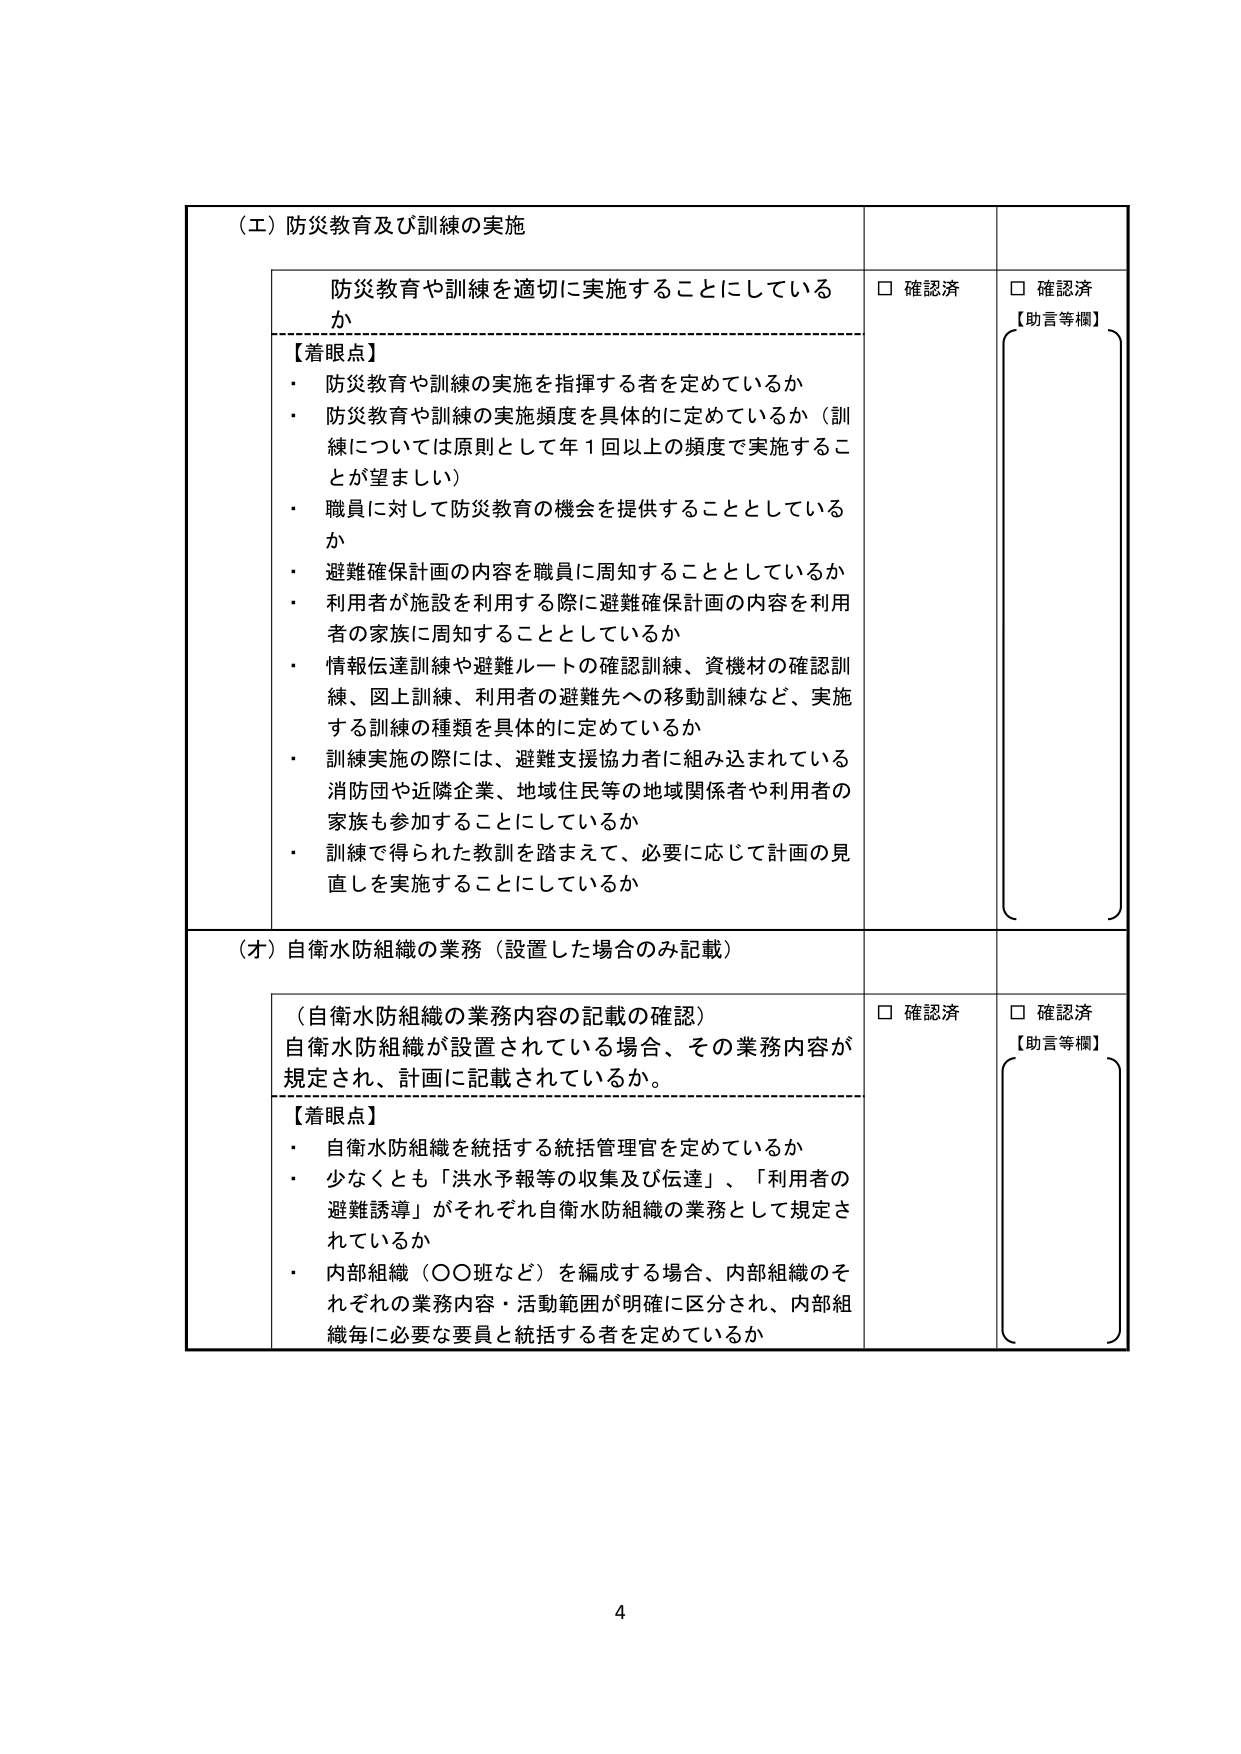 （エ）防災教育及び訓練の実施
防災教育や訓練を適切に実施することにしている
か
□ 確認済
□ 確認済
【助言等欄】
【着眼点】
・ 防災教育や訓練の実施を指揮する者を定めているか
・ 防災教育や訓練の実施頻度を具体的に定めているか（訓
練については原則として年１回以上の頻度で実施するこ
とが望ましい）
・ 職員に対して防災教育の機会を提供することとしている
か
・ 避難確保計画の内容を職員に周知することとしているか
・ 利用者が施設を利用する際に避難確保計画の内容を利用
者の家族に周知することとしているか
・ 情報伝達訓練や避難ルートの確認訓練、資機材の確認訓
練、図上訓練、利用者の避難先への移動訓練など、実施
する訓練の種類を具体的に定めているか
・ 訓練実施の際には、避難支援協力者に組み込まれている
消防団や近隣企業、地域住民等の地域関係者や利用者の
家族も参加することにしているか
・ 訓練で得られた教訓を踏まえて、必要に応じて計画の見
直しを実施することにしているか
（オ）自衛水防組織の業務（設置した場合のみ記載）
（自衛水防組織の業務内容の記載の確認）
自衛水防組織が設置されている場合、その業務内容が
規定され、計画に記載されているか。
□ 確認済
□ 確認済
【助言等欄】
【着眼点】
・ 自衛水防組織を統括する統括管理官を定めているか
・ 少なくとも「洪水予報等の収集及び伝達」、「利用者の
避難誘導」がそれぞれ自衛水防組織の業務として規定さ
れているか
・ 内部組織（〇〇班など）を編成する場合、内部組織のそ
れぞれの業務内容・活動範囲が明確に区分され、内部組
織毎に必要な要員と統括する者を定めているか
4